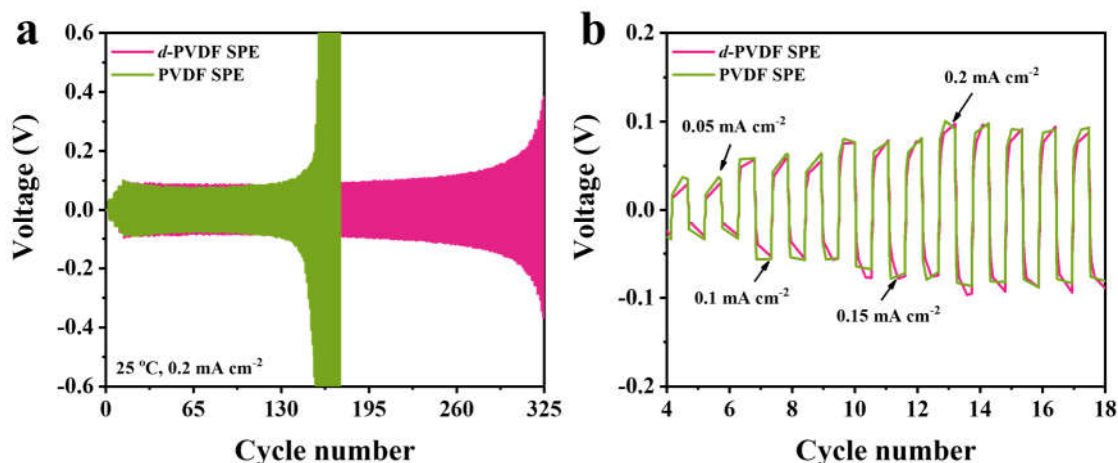 a
d-PVDF SPE
PVDF SPE
Voltage (V)
0.6
0.4
0.2
0.0
-0.2
-0.4
-0.6
25 °C, 0.2 mA cm⁻²
0 65 130 195 260 325
Cycle number
b
d-PVDF SPE
PVDF SPE
Voltage (V)
0.2
0.1
0.0
-0.1
-0.2
0.2 mA cm⁻²
0.05 mA cm⁻²
0.1 mA cm⁻²
0.15 mA cm⁻²
4 6 8 10 12 14 16 18
Cycle number